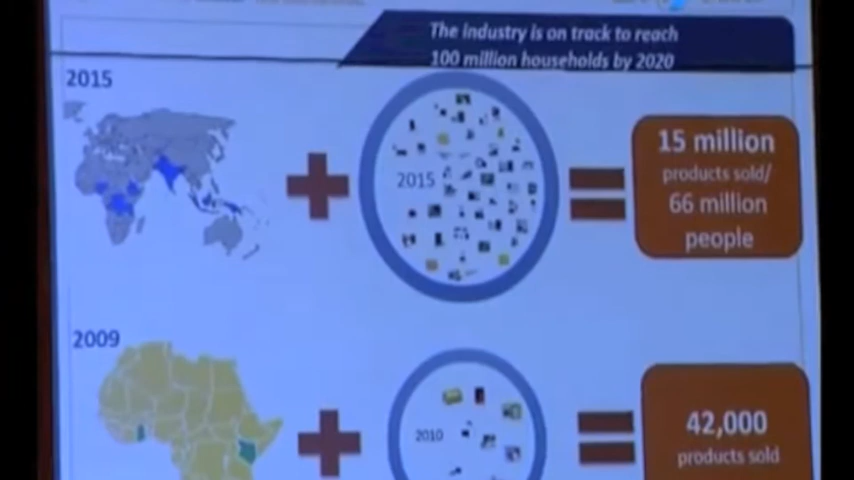 The industry is on track to reach
100 million households by 2020
2015
2015
15 million
products sold/
66 million
people
2009
2010
42,000
products sold